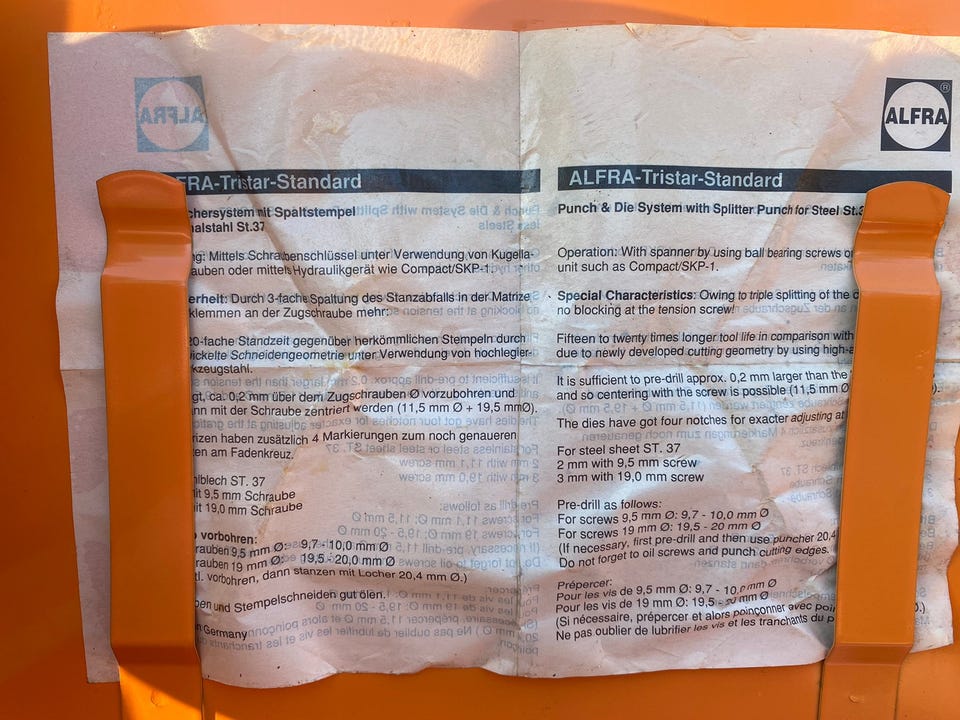 ALFRA
FRA-Tristar-Standard
chersystem mit Spaltstempel
nalstahl St.37
ng: Mittels Schraubenschlüssel unter Verwendung von Kugella-
auben oder mittels Hydraulikgerät wie Compact/SKP-1.
erheit: Durch 3-fache Spaltung des Stanzabfalls in der Matrize
klemmen an der Zugschraube mehr:
20-fache Standzeit gegenüber herkömmlichen Stempeln durch
wickelte Schneidengeometrie unter Verwendung von hochlegier-
kzeugstahl.
gt, ca. 0,2 mm über dem Zugschrauben Ø vorzubohren und
nn mit der Schraube zentriert werden (11,5 mm Ø + 19,5 mmØ).
rizen haben zusätzlich 4 Markierungen zum noch genaueren
en am Fadenkreuz.
hlblech ST. 37
it 9,5 mm Schraube
it 19,0 mm Schraube
vorbohren:
rauben 9,5 mm Ø: 9,7 - 10,0 mm Ø
rauben 19 mm Ø: 19,5 - 20,0 mm Ø
tl. vorbohren, dann stanzen mit Locher 20,4 mm Ø.)
ben und Stempelschneiden gut ölen.
n Germany
ALFRA®
ALFRA-Tristar-Standard
Punch & Die System with Splitter Punch for Steel St.3
Operation: With spanner by using ball bearing screws o
unit such as Compact/SKP-1.
Special Characteristics: Owing to triple splitting of the c
no blocking at the tension screw!
Fifteen to twenty times longer tool life in comparison with
due to newly developed cutting geometry by using high-a
It is sufficient to pre-drill approx. 0,2 mm larger than the
and so centering with the screw is possible (11,5 mm
The dies have got four notches for exacter adjusting at
For steel sheet ST. 37
2 mm with 9,5 mm screw
3 mm with 19,0 mm screw
Pre-drill as follows:
For screws 9,5 mm Ø: 9,7 - 10,0 mm Ø
For screws 19 mm Ø: 19,5 - 20 mm Ø
(If necessary, first pre-drill and then use puncher 20,4
Do not forget to oil screws and punch cutting edges.
Prépercer:
Pour les vis de 9,5 mm Ø: 9,7 - 10,0 mm Ø
Pour les vis de 19 mm Ø: 19,5 - 20 mm Ø
(Si nécessaire, prépercer et alors poinçonner avec poin
Ne pas oublier de lubrifier les vis et les tranchants du p